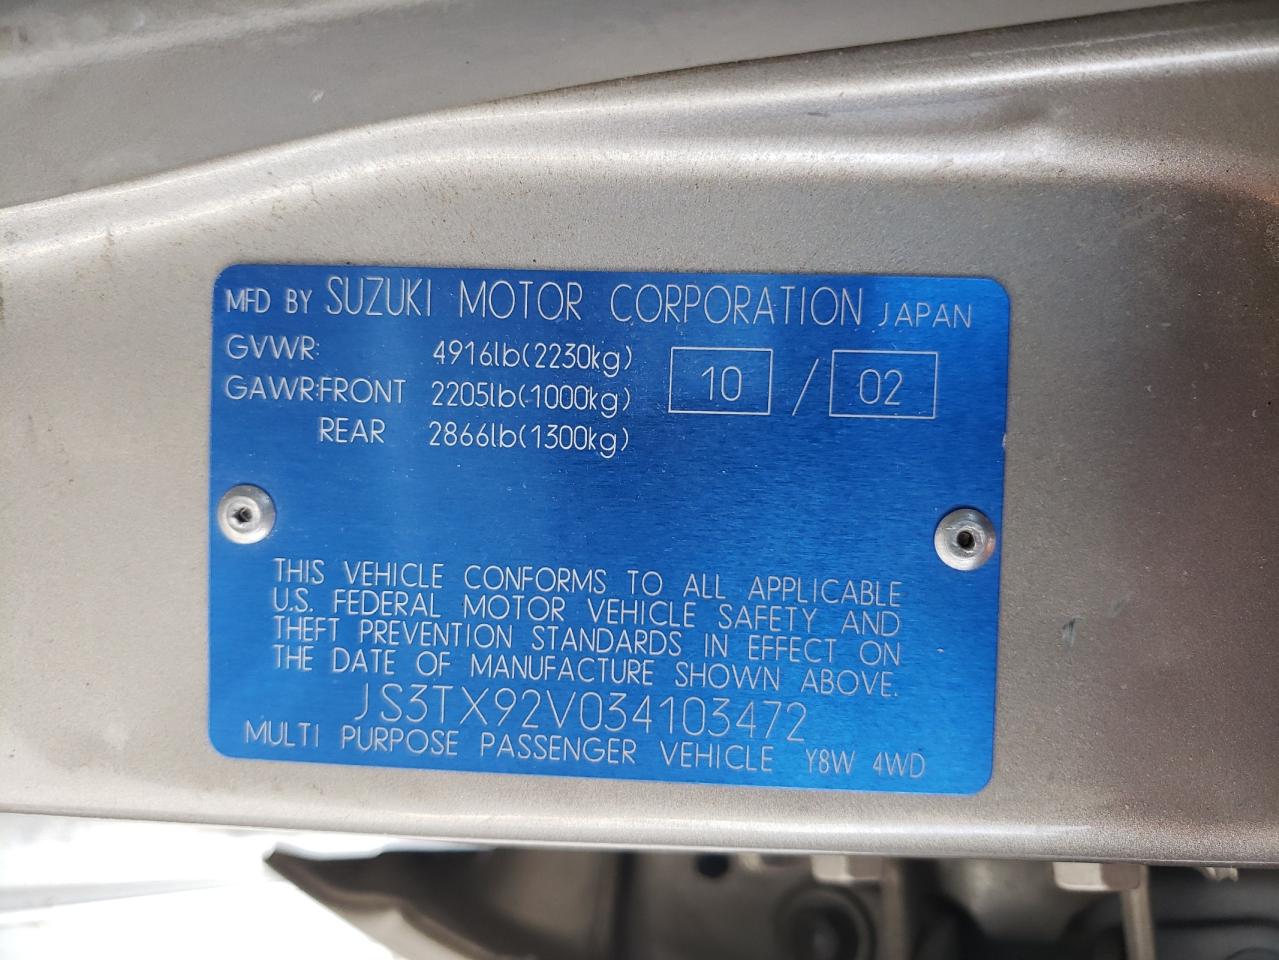 MFD BY SUZUKI MOTOR CORPORATION JAPAN
GVWR: 4916lb(2230kg)
GAWR:FRONT 2205lb(1000kg)
REAR 2866lb(1300kg)
10 / 02
THIS VEHICLE CONFORMS TO ALL APPLICABLE
U.S. FEDERAL MOTOR VEHICLE SAFETY AND
THEFT PREVENTION STANDARDS IN EFFECT ON
THE DATE OF MANUFACTURE SHOWN ABOVE.
JS3TX92V034103472
MULTI PURPOSE PASSENGER VEHICLE Y8W 4WD